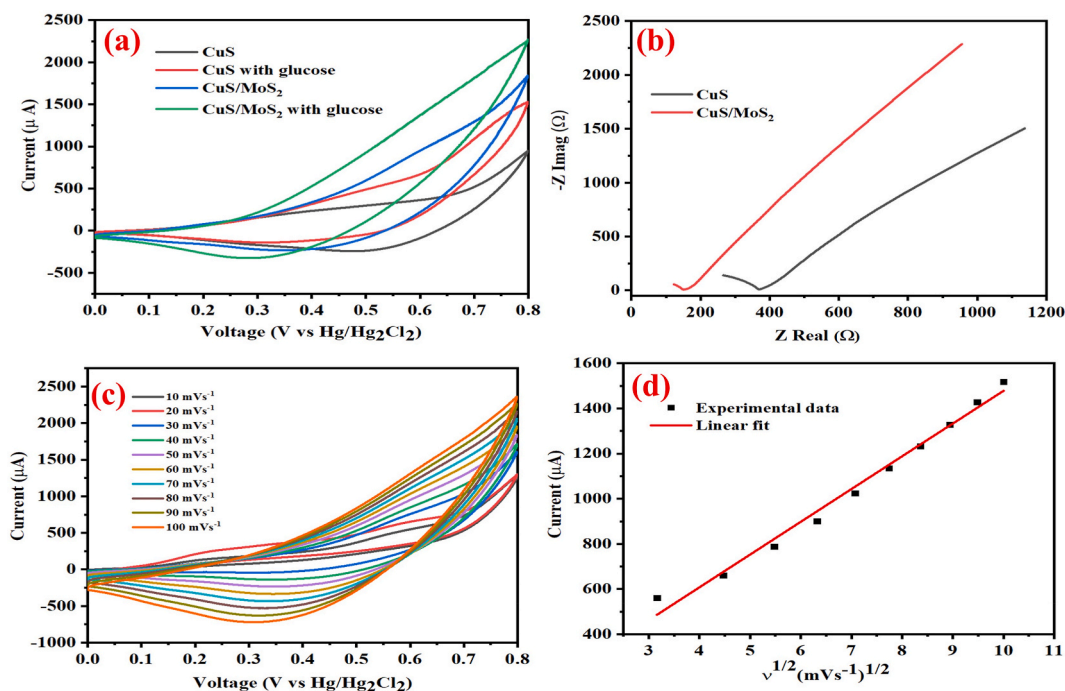 (a)
CuS
CuS with glucose
CuS/MoS₂
CuS/MoS₂ with glucose
2500
2000
1500
1000
500
0
-500
Current (μ A)
0.0 0.1 0.2 0.3 0.4 0.5 0.6 0.7 0.8
Voltage (V vs Hg/Hg₂Cl₂)
(b)
CuS
CuS/MoS₂
2500
2000
1500
1000
500
0
-Z Imag (Ω)
0 200 400 600 800 1000 1200
Z Real (Ω)
(c)
10 mVs⁻¹
20 mVs⁻¹
30 mVs⁻¹
40 mVs⁻¹
50 mVs⁻¹
60 mVs⁻¹
70 mVs⁻¹
80 mVs⁻¹
90 mVs⁻¹
100 mVs⁻¹
2500
2000
1500
1000
500
0
-500
-1000
Current (μA)
0.0 0.1 0.2 0.3 0.4 0.5 0.6 0.7 0.8
Voltage (V vs Hg/Hg₂Cl₂)
(d)
Experimental data
Linear fit
1600
1400
1200
1000
800
600
400
Current (μA)
3 4 5 6 7 8 9 10 11
ν^1/2(mVs⁻¹)^1/2